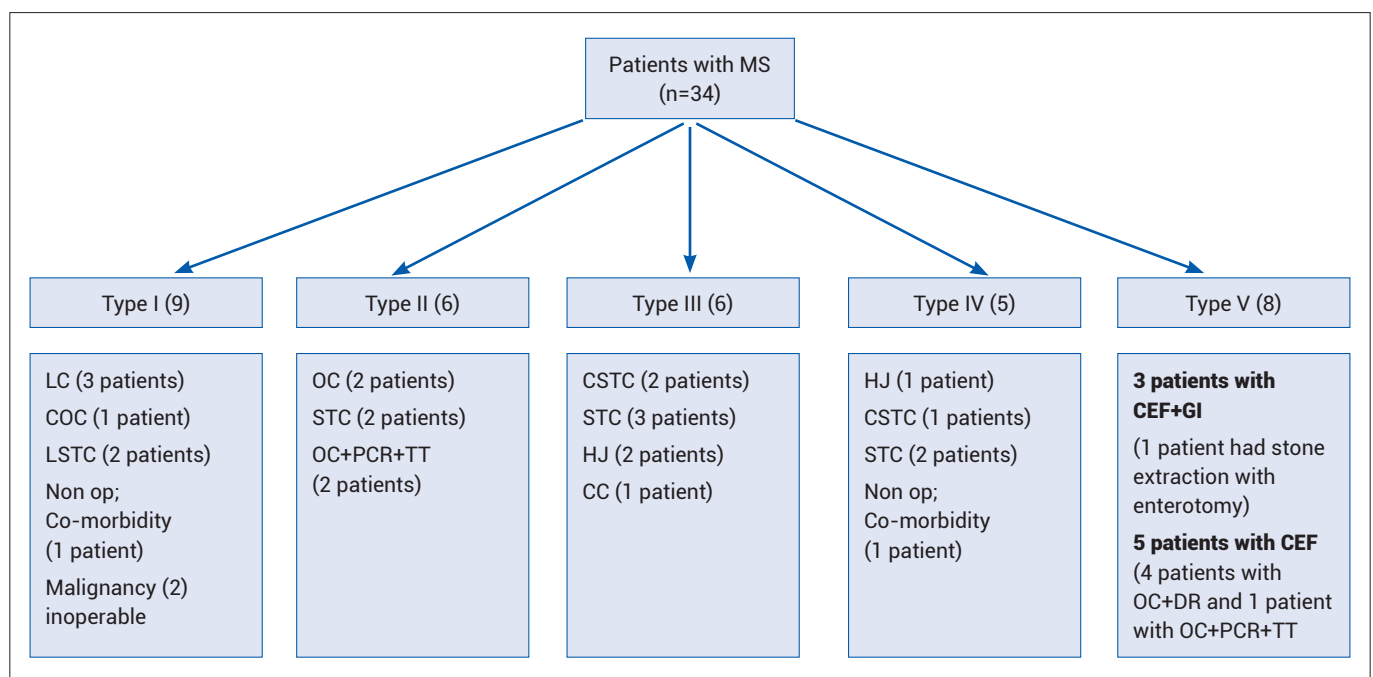 Patients with MS
(n=34)
Type I (9)
Type II (6)
Type III (6)
Type IV (5)
Type V (8)
LC (3 patients)
COC (1 patient)
LSTC (2 patients)
Non op;
Co-morbidity
(1 patient)
Malignancy (2)
inoperable
OC (2 patients)
STC (2 patients)
OC+PCR+TT
(2 patients)
CSTC (2 patients)
STC (3 patients)
HJ (2 patients)
CC (1 patient)
HJ (1 patient)
CSTC (1 patients)
STC (2 patients)
Non op;
Co-morbidity
(1 patient)
3 patients with
CEF+GI
(1 patient had stone
extraction with
enterotomy)
5 patients with CEF
(4 patients with
OC+DR and 1 patient
with OC+PCR+TT